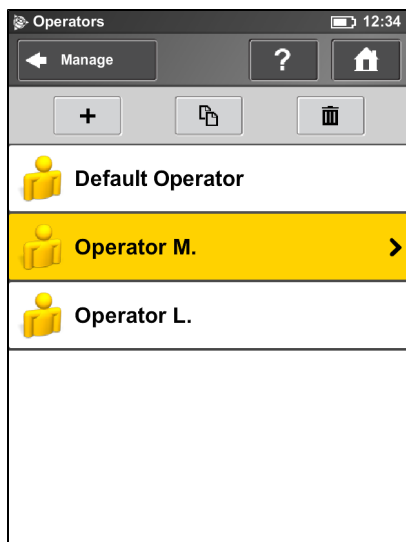 Operators 12:34
Manage ?
+
Default Operator
Operator M.
Operator L.